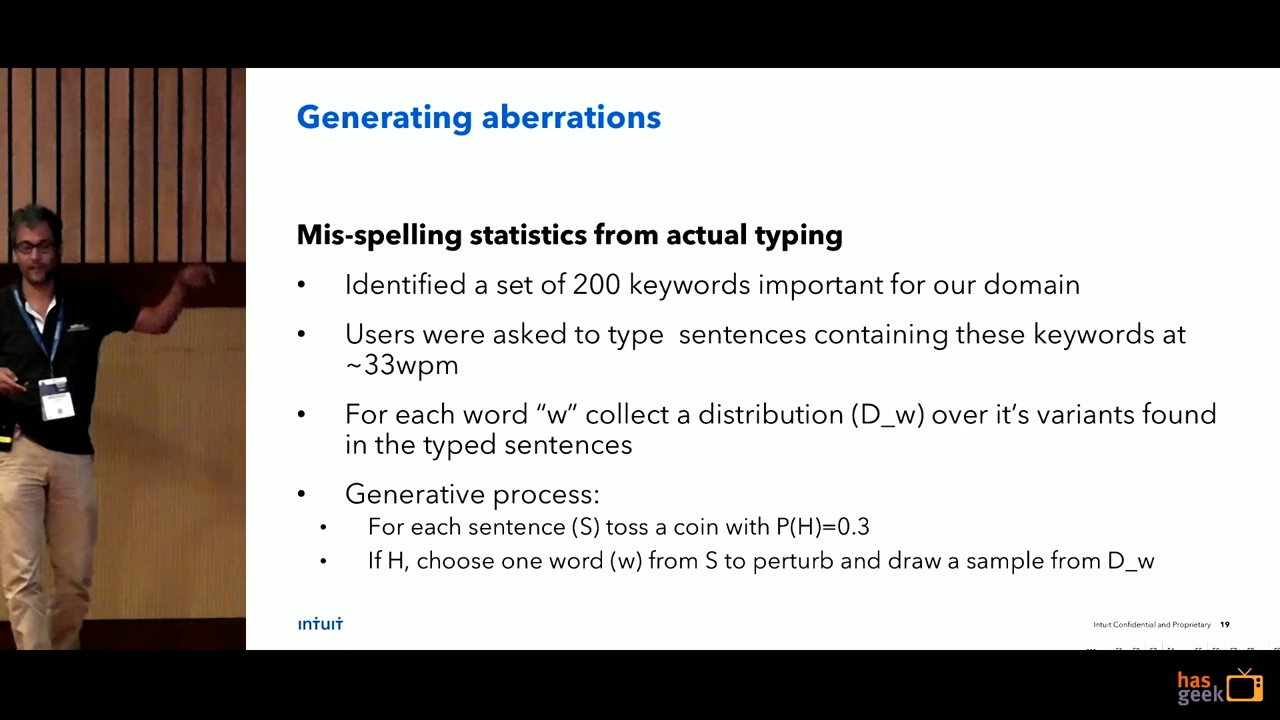 Generating aberrations
Mis-spelling statistics from actual typing
• Identified a set of 200 keywords important for our domain
• Users were asked to type  sentences containing these keywords at
~33wpm
• For each word “w” collect a distribution (D_w) over it’s variants found
in the typed sentences
• Generative process:
• For each sentence (S) toss a coin with P(H)=0.3
• If H, choose one word (w) from S to perturb and draw a sample from D_w
ıntuıt
Intuit Confidential and Proprietary 19
has
geek